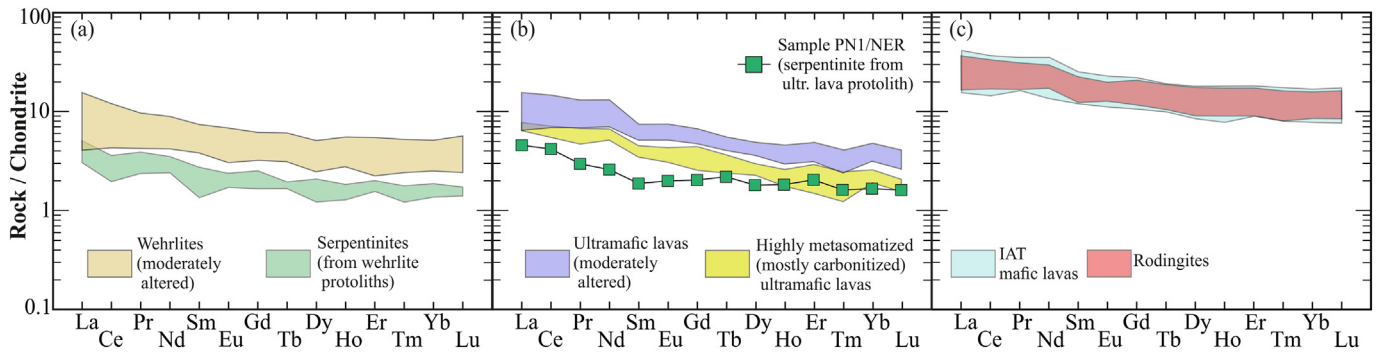 Rock / Chondrite
100
10
1
0.1
(a)
Wehrlites
(moderately
altered)
Serpentinites
(from wehrlite
protoliths)
La Pr Sm Gd Dy Er Yb
Ce Nd Eu Tb Ho Tm Lu
(b)
Sample PN1/NER
(serpentinite from
ultr. lava protolith)
Ultramafic lavas
(moderately
altered)
Highly metasomatized
(mostly carbonitized)
ultramafic lavas
La Pr Sm Gd Dy Er Yb
Ce Nd Eu Tb Ho Tm Lu
(c)
IAT
mafic lavas
Rodingites
La Pr Sm Gd Dy Er Yb
Ce Nd Eu Tb Ho Tm Lu